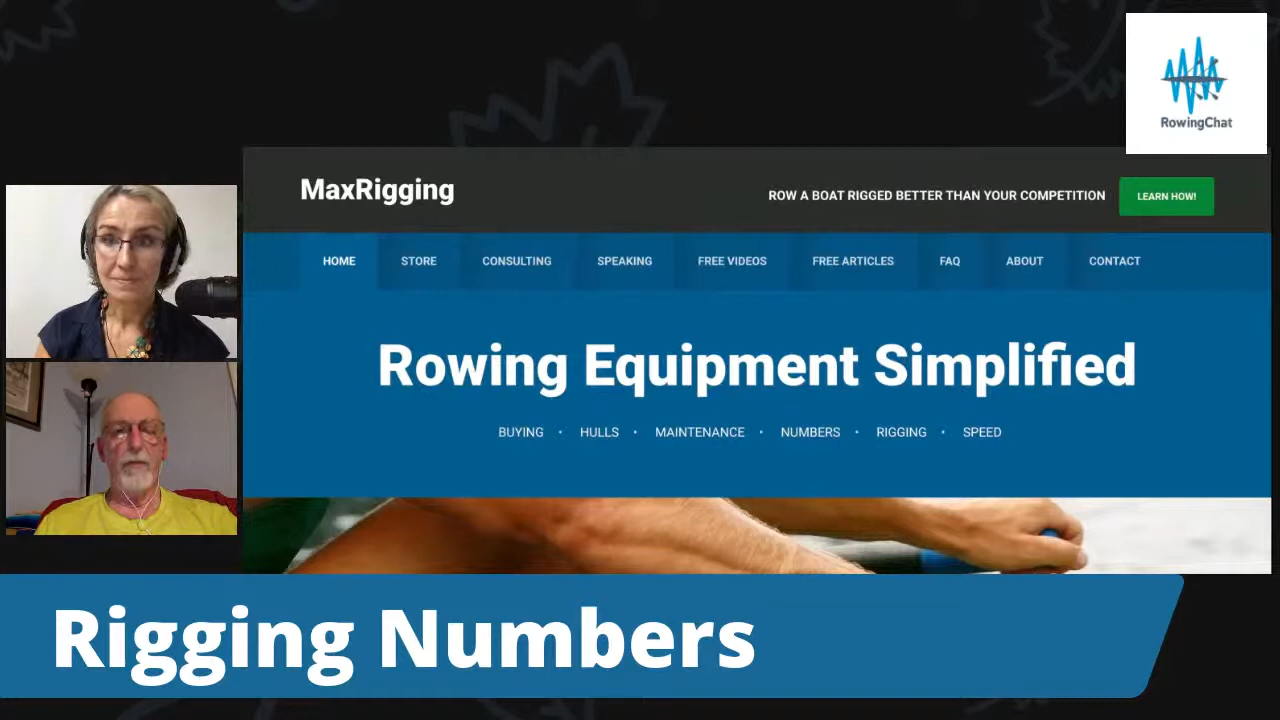 RowingChat
MaxRigging
ROW A BOAT RIGGED BETTER THAN YOUR COMPETITION
LEARN HOW!
HOME STORE CONSULTING SPEAKING FREE VIDEOS FREE ARTICLES FAQ ABOUT CONTACT
Rowing Equipment Simplified
BUYING • HULLS • MAINTENANCE • NUMBERS • RIGGING • SPEED
Rigging Numbers